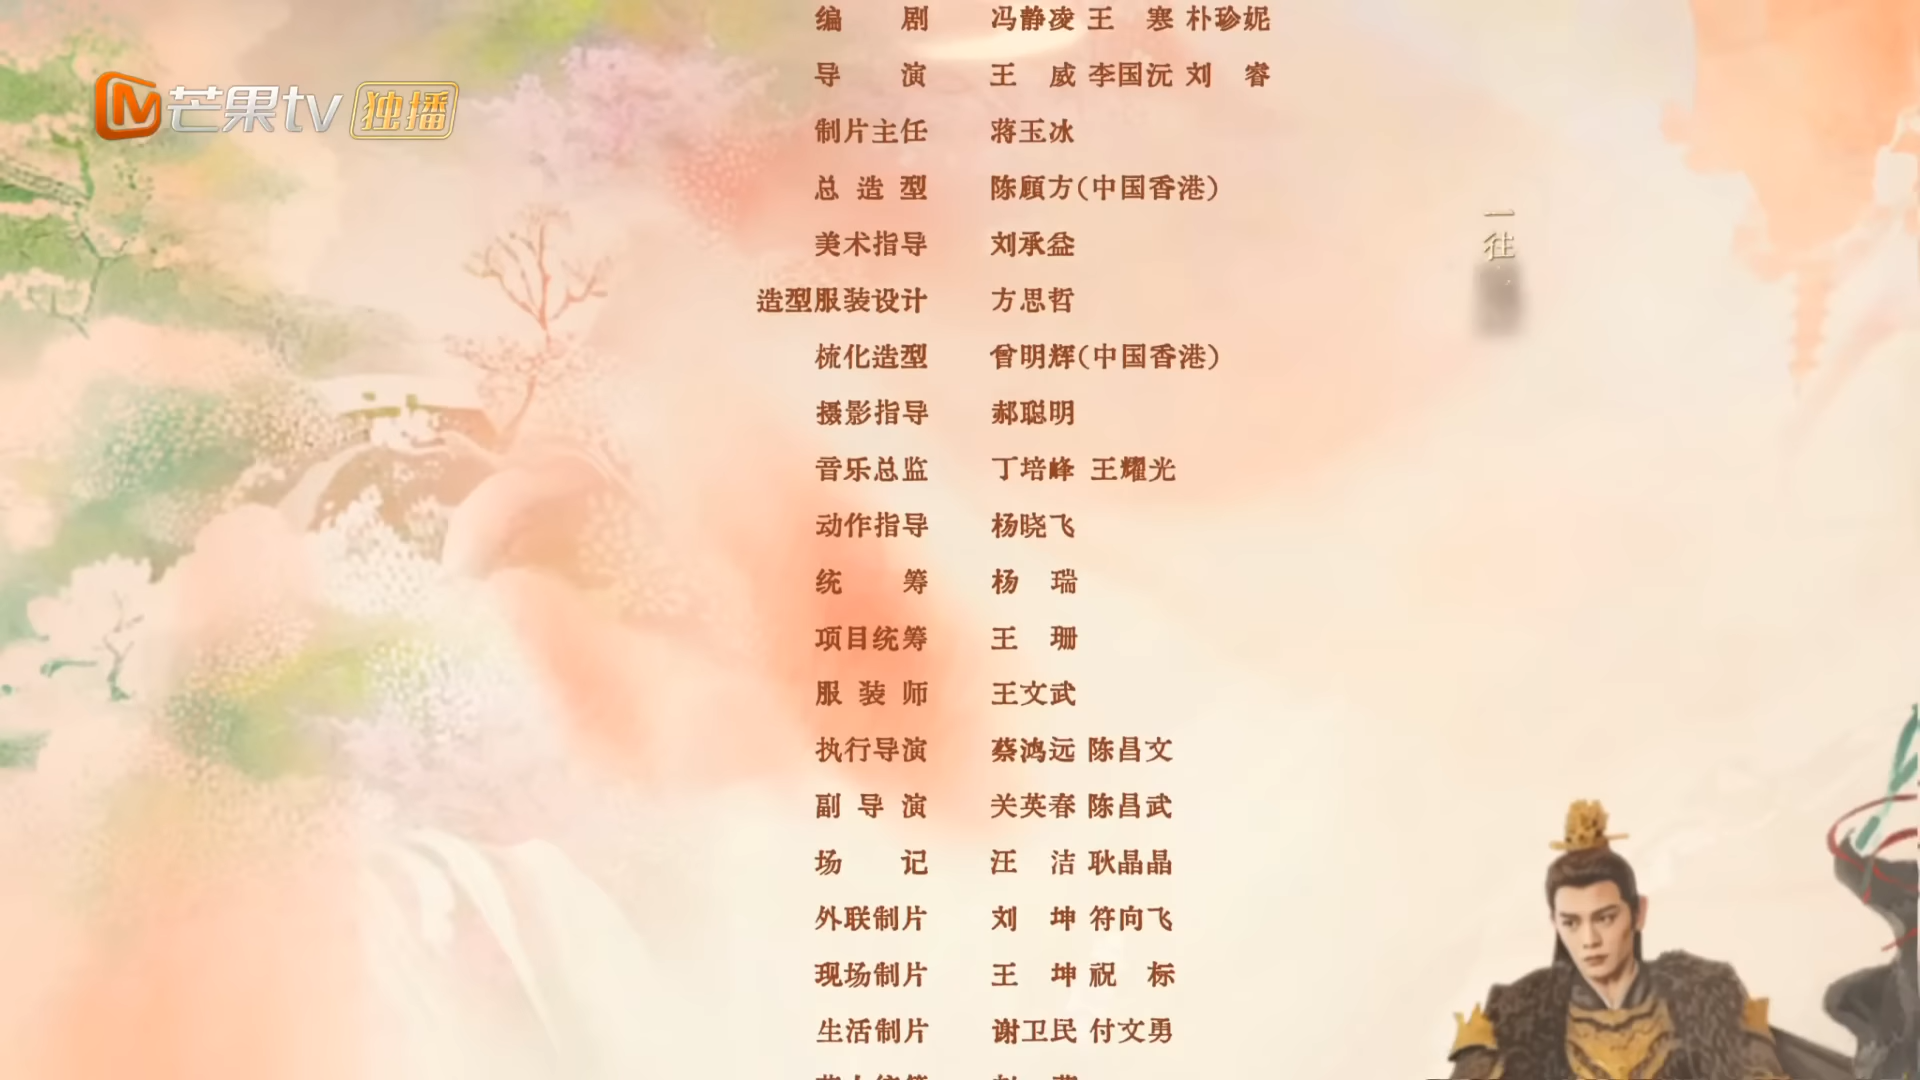 编剧 冯静凌 王寒 朴珍妮
导演 王威 李国沅 刘睿
芒果tv 独播
制片主任 蒋玉冰
总造型 陈顾方(中国香港)
美术指导 刘承益
造型服装设计 方思哲
梳化造型 曾明辉(中国香港)
摄影指导 郝聪明
音乐总监 丁培峰 王耀光
动作指导 杨晓飞
统筹 杨瑞
项目统筹 王珊
服装师 王文武
执行导演 蔡鸿远 陈昌文
副导演 关英春 陈昌武
场记 汪洁 耿晶晶
外联制片 刘坤 符向飞
现场制片 王坤 祝标
生活制片 谢卫民 付文勇
一往